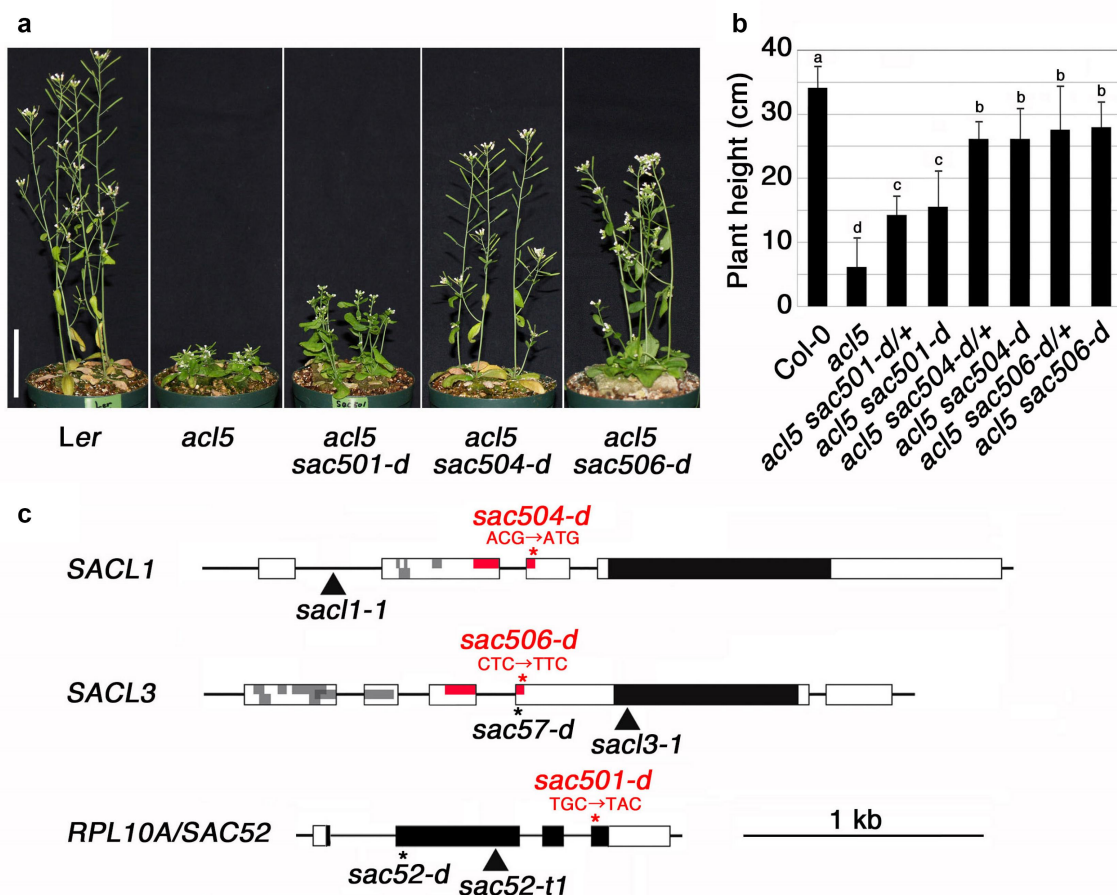 a
Ler
Sac501
Ler
acl5
acl5
sac501-d
acl5
sac504-d
acl5
sac506-d
b
Plant height (cm)
40
30
20
10
0
a
d
c
c
b
b
b
b
Col-0
acl5
acl5 sac501-d/+
acl5 sac501-d
acl5 sac504-d/+
acl5 sac504-d
acl5 sac506-d/+
acl5 sac506-d
c
sac504-d
ACG→ATG
*
SACL1
sacl1-1
sac506-d
CTC→TTC
*
SACL3
*
sac57-d
sacl3-1
sac501-d
TGC→TAC
*
RPL10A/SAC52
*
sac52-d
sac52-t1
1 kb